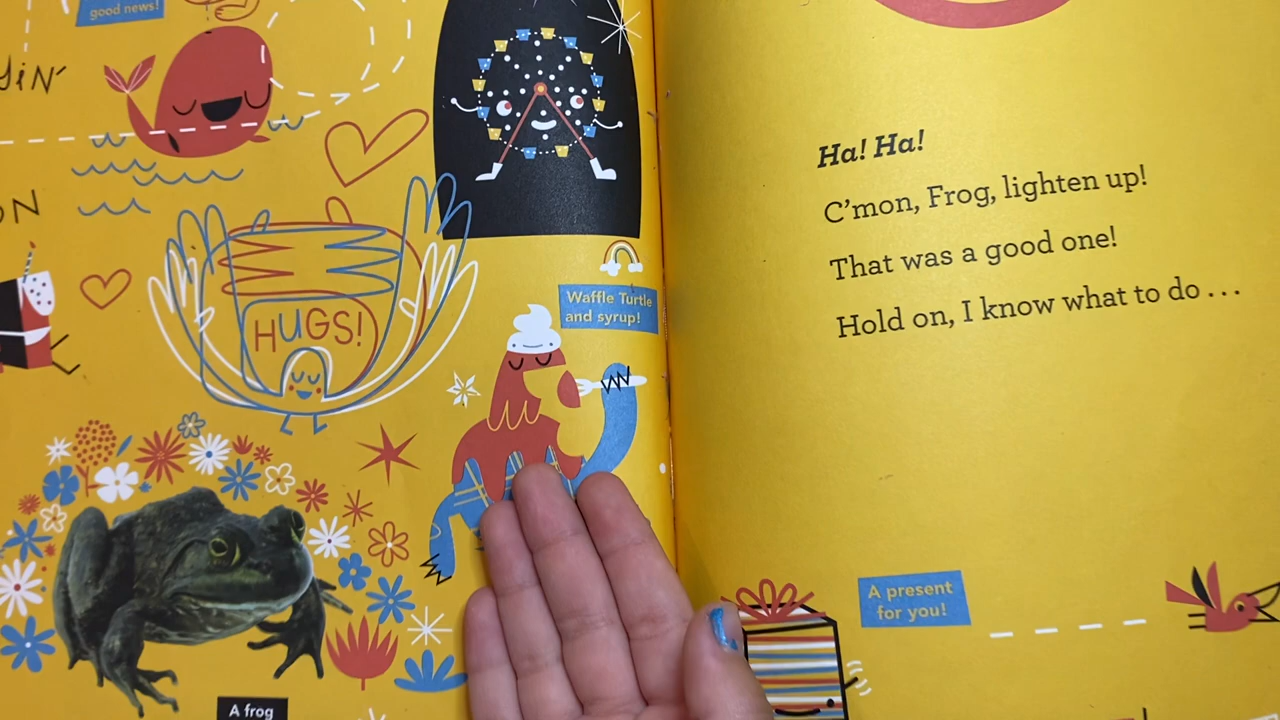 good news!
HUGS!
Waffle Turtle
and syrup!
A frog
Ha! Ha!
C'mon, Frog, lighten up!
That was a good one!
Hold on, I know what to do ...
A present
for you!